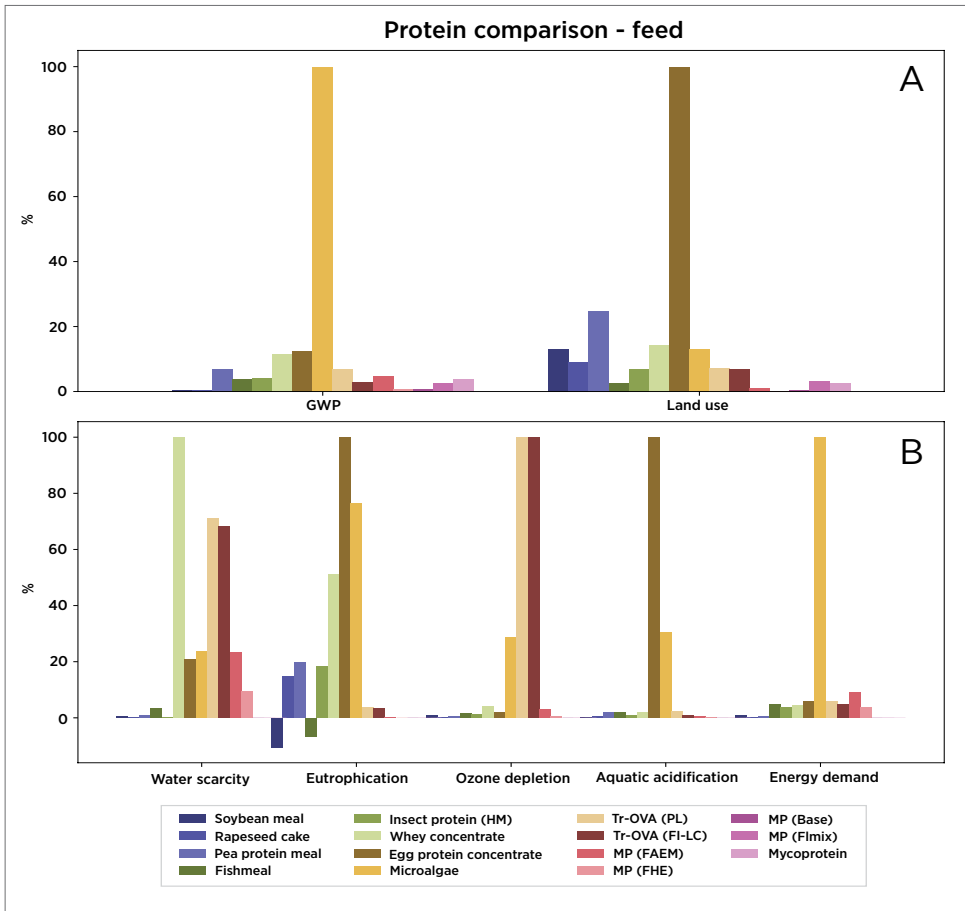 Protein comparison - feed
A
100
80
60
%
40
20
0
GWP Land use
B
100
80
60
%
40
20
0
Water scarcity Eutrophication Ozone depletion Aquatic acidification Energy demand
Soybean meal Insect protein (HM) Tr-OVA (PL) MP (Base)
Rapeseed cake Whey concentrate Tr-OVA (FI-LC) MP (FImix)
Pea protein meal Egg protein concentrate MP (FAEM) Mycoprotein
Fishmeal Microalgae MP (FHE)